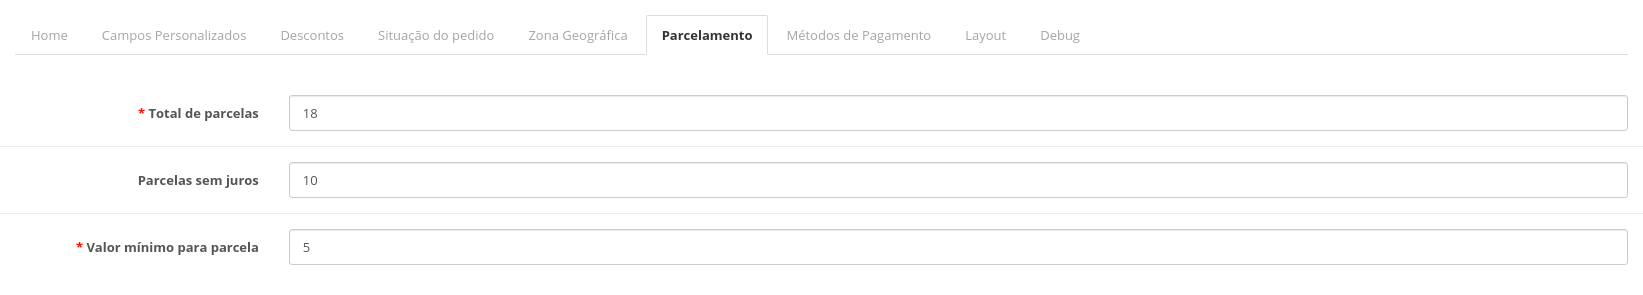 Home Campos Personalizados Descontos Situação do pedido Zona Geográfica Parcelamento Métodos de Pagamento Layout Debug
* Total de parcelas 18
Parcelas sem juros 10
* Valor mínimo para parcela 5